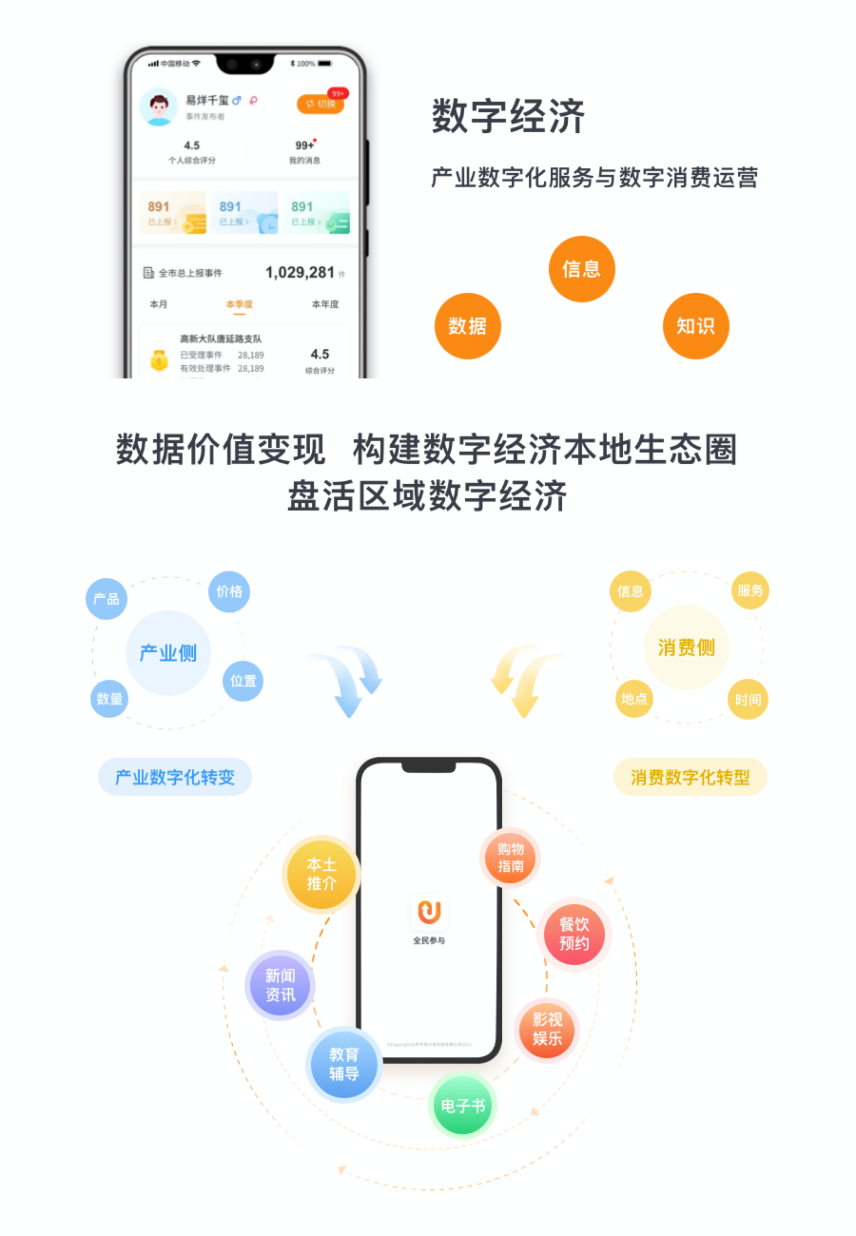 中国移动
100%
易烊千玺
事件发布者
99+
切换
4.5
个人综合评分
99+
我的消息
891
已上报
891
已上报
891
已上报
全市总上报事件 1,029,281 件
本月 本季度 本年度
高新大队唐延路支队
已受理事件 28,189
有效处理事件 28,189
4.5
综合评分
数字经济
产业数字化服务与数字消费运营
信息
数据
知识
数据价值变现 构建数字经济本地生态圈
盘活区域数字经济
产品
价格
产业侧
数量
位置
产业数字化转变
信息
服务
消费侧
地点
时间
消费数字化转型
本土
推介
购物
指南
餐饮
预约
全民参与
新闻
资讯
影视
娱乐
教育
辅导
电子书